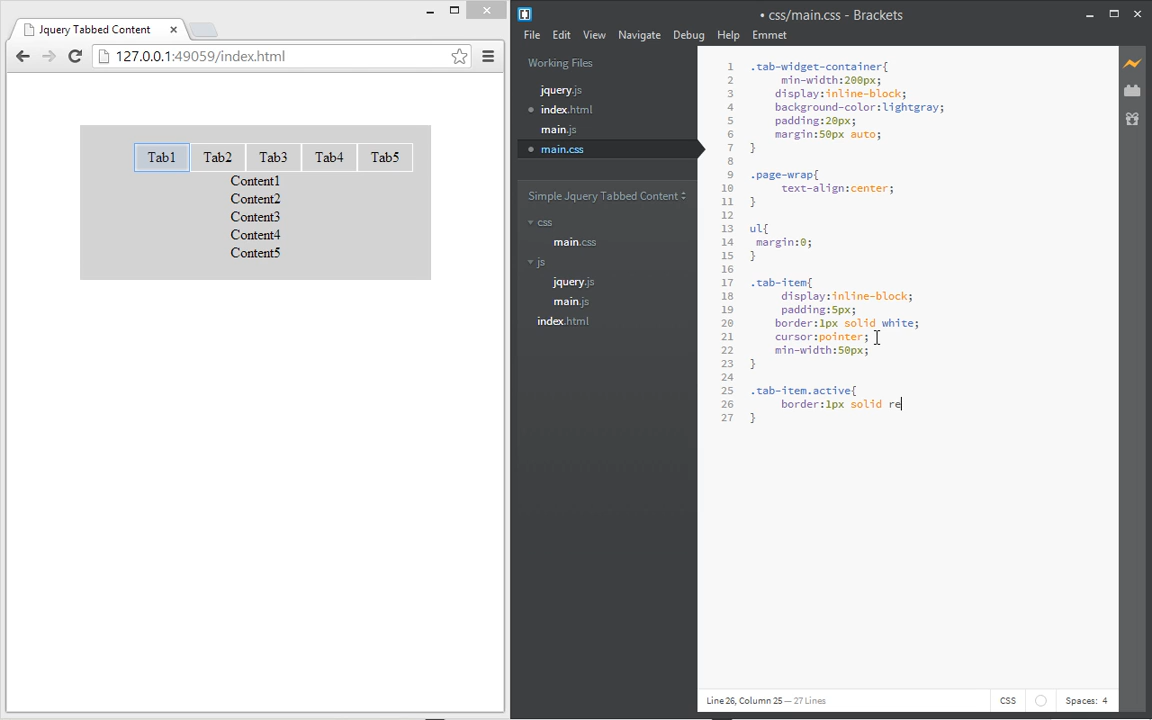 Jquery Tabbed Content
127.0.0.1:49059/index.html
Tab1 Tab2 Tab3 Tab4 Tab5
Content1
Content2
Content3
Content4
Content5
• css/main.css - Brackets
File Edit View Navigate Debug Help Emmet
Working Files
jquery.js
index.html
main.js
main.css
Simple Jquery Tabbed Content
css
main.css
js
jquery.js
main.js
index.html
1 .tab-widget-container{
2 min-width:200px;
3 display:inline-block;
4 background-color:lightgray;
5 padding:20px;
6 margin:50px auto;
7 }
8
9 .page-wrap{
10 text-align:center;
11 }
12
13 ul{
14 margin:0;
15 }
16
17 .tab-item{
18 display:inline-block;
19 padding:5px;
20 border:1px solid white;
21 cursor:pointer;
22 min-width:50px;
23 }
24
25 .tab-item.active{
26 border:1px solid re
27 }
Line 26, Column 25 — 27 Lines CSS Spaces: 4